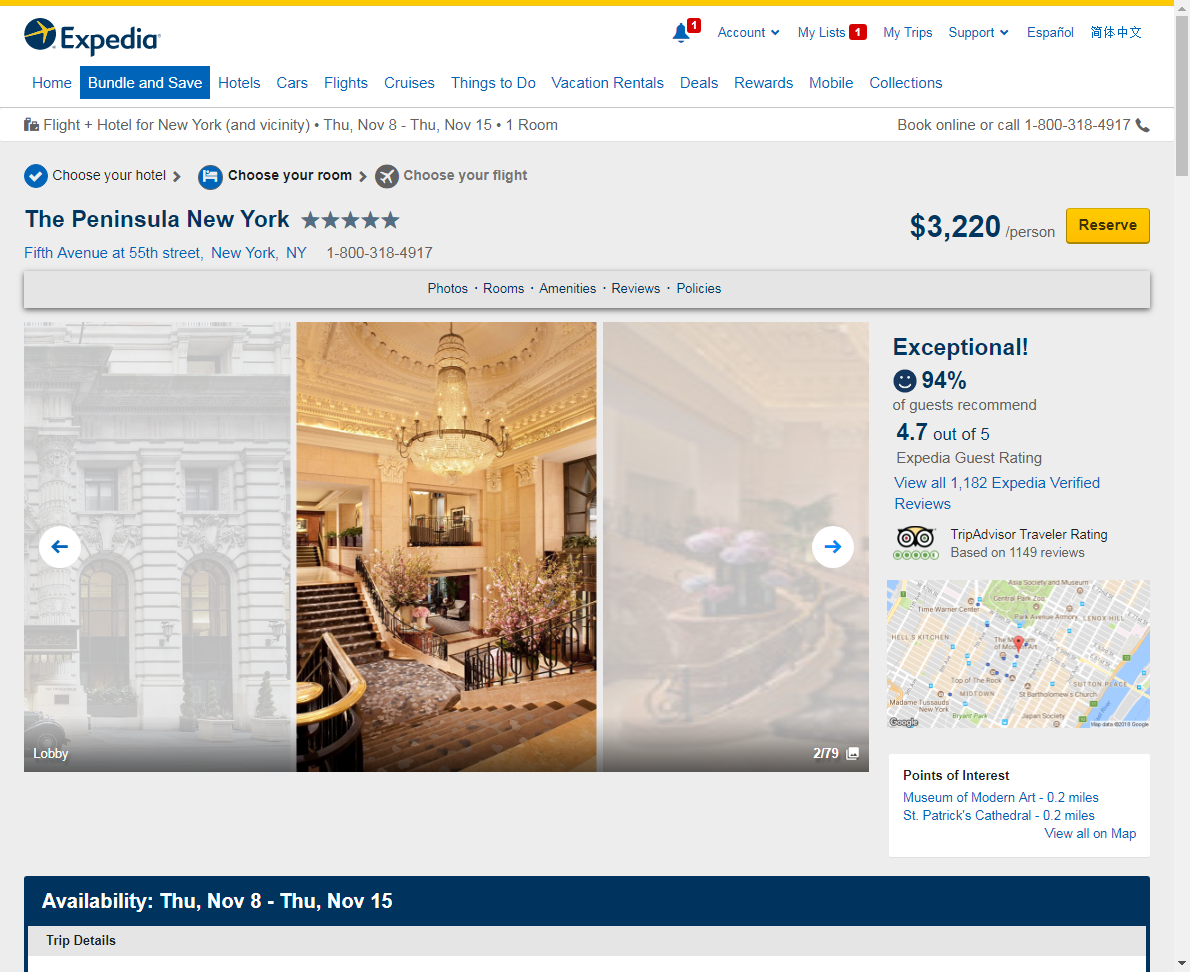 Expedia
1
Account
My Lists 1
My Trips
Support
Español
简体中文
Home
Bundle and Save
Hotels
Cars
Flights
Cruises
Things to Do
Vacation Rentals
Deals
Rewards
Mobile
Collections
Flight + Hotel for New York (and vicinity) • Thu, Nov 8 - Thu, Nov 15 • 1 Room
Book online or call 1-800-318-4917
Choose your hotel
Choose your room
Choose your flight
The Peninsula New York
$3,220 /person
Reserve
Fifth Avenue at 55th street, New York, NY 1-800-318-4917
Photos · Rooms · Amenities · Reviews · Policies
Lobby
2/79
Exceptional!
94%
of guests recommend
4.7 out of 5
Expedia Guest Rating
View all 1,182 Expedia Verified
Reviews
TripAdvisor Traveler Rating
Based on 1149 reviews
Asia Society and Museum
Central Park Zoo
Time Warner Center
Park Avenue Armory
LENOX HILL
HELL'S KITCHEN
The Museum
of Modern Art
Top of The Rock
SUTTON PLACE
MIDTOWN
St Bartholomew's Church
Madame Tussauds
New York
Bryant Park
Japan Society
Google
Map data ©2018 Google
Points of Interest
Museum of Modern Art - 0.2 miles
St. Patrick's Cathedral - 0.2 miles
View all on Map
Availability: Thu, Nov 8 - Thu, Nov 15
Trip Details